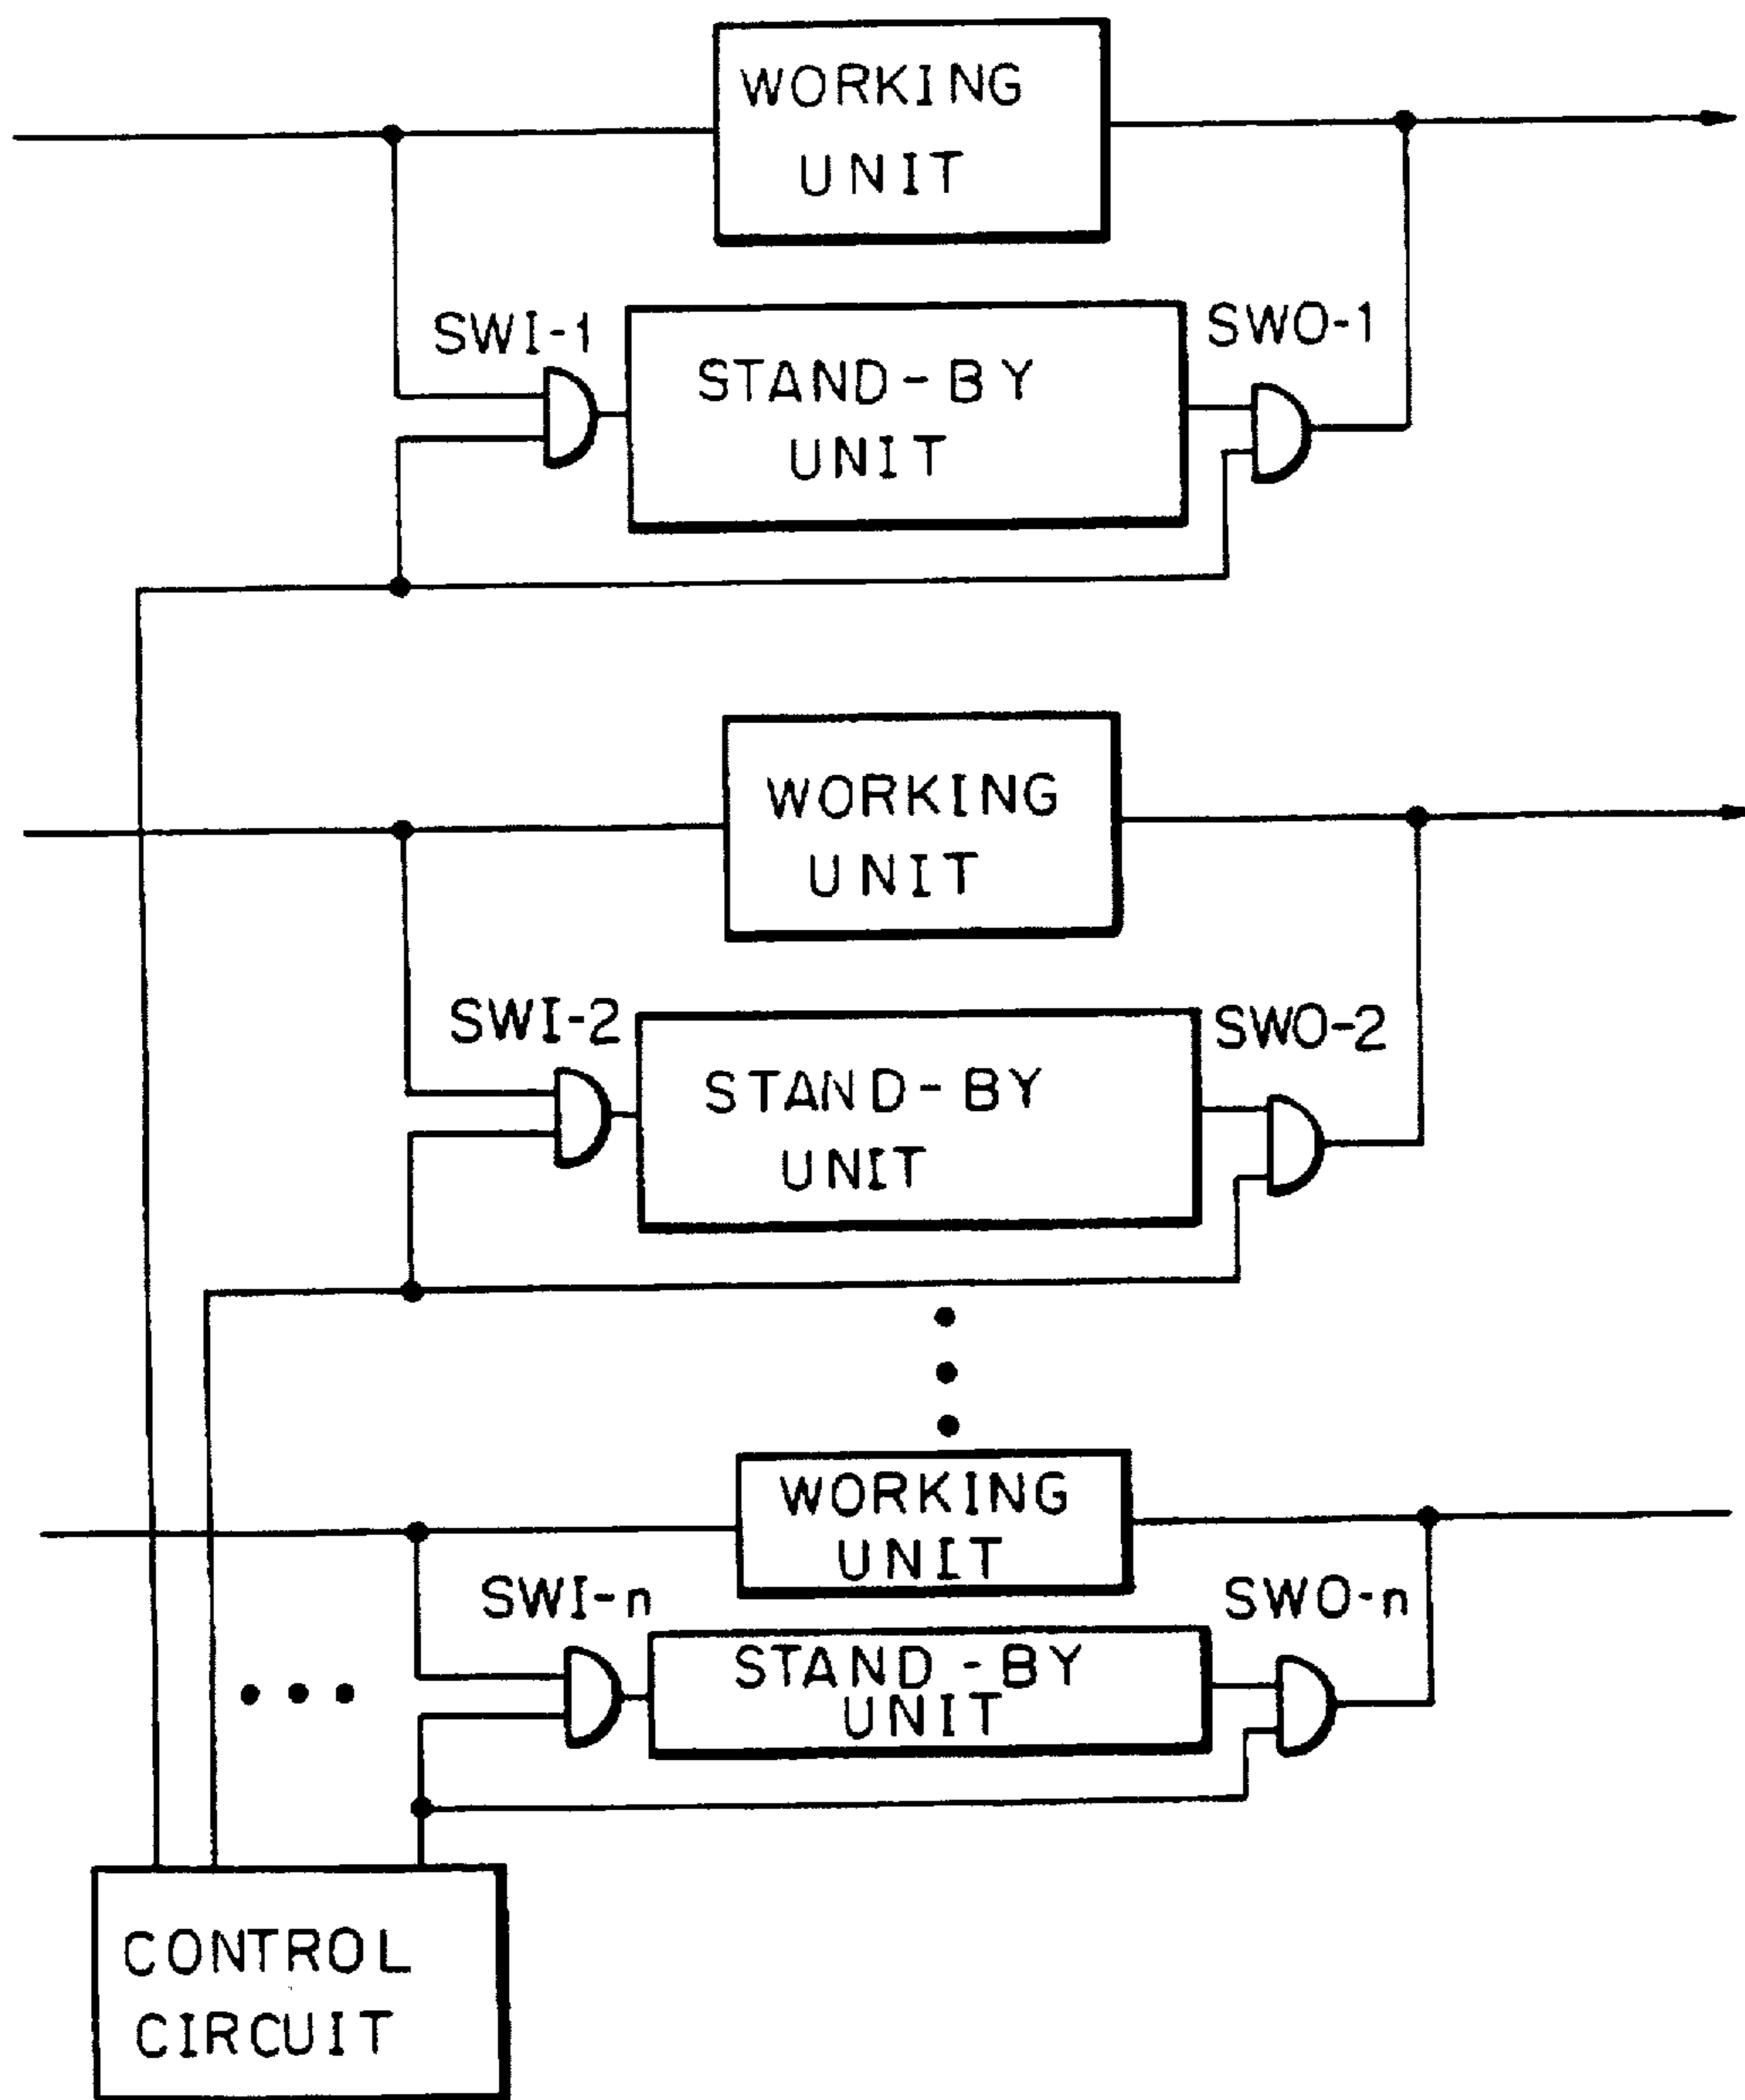 WORKING
UNIT
SWI-1
STAND-BY
UNIT
SWO-1
WORKING
UNIT
SWI-2
STAND-BY
UNIT
SWO-2
WORKING
UNIT
SWI-n
STAND-BY
UNIT
SWO-n
CONTROL
CIRCUIT